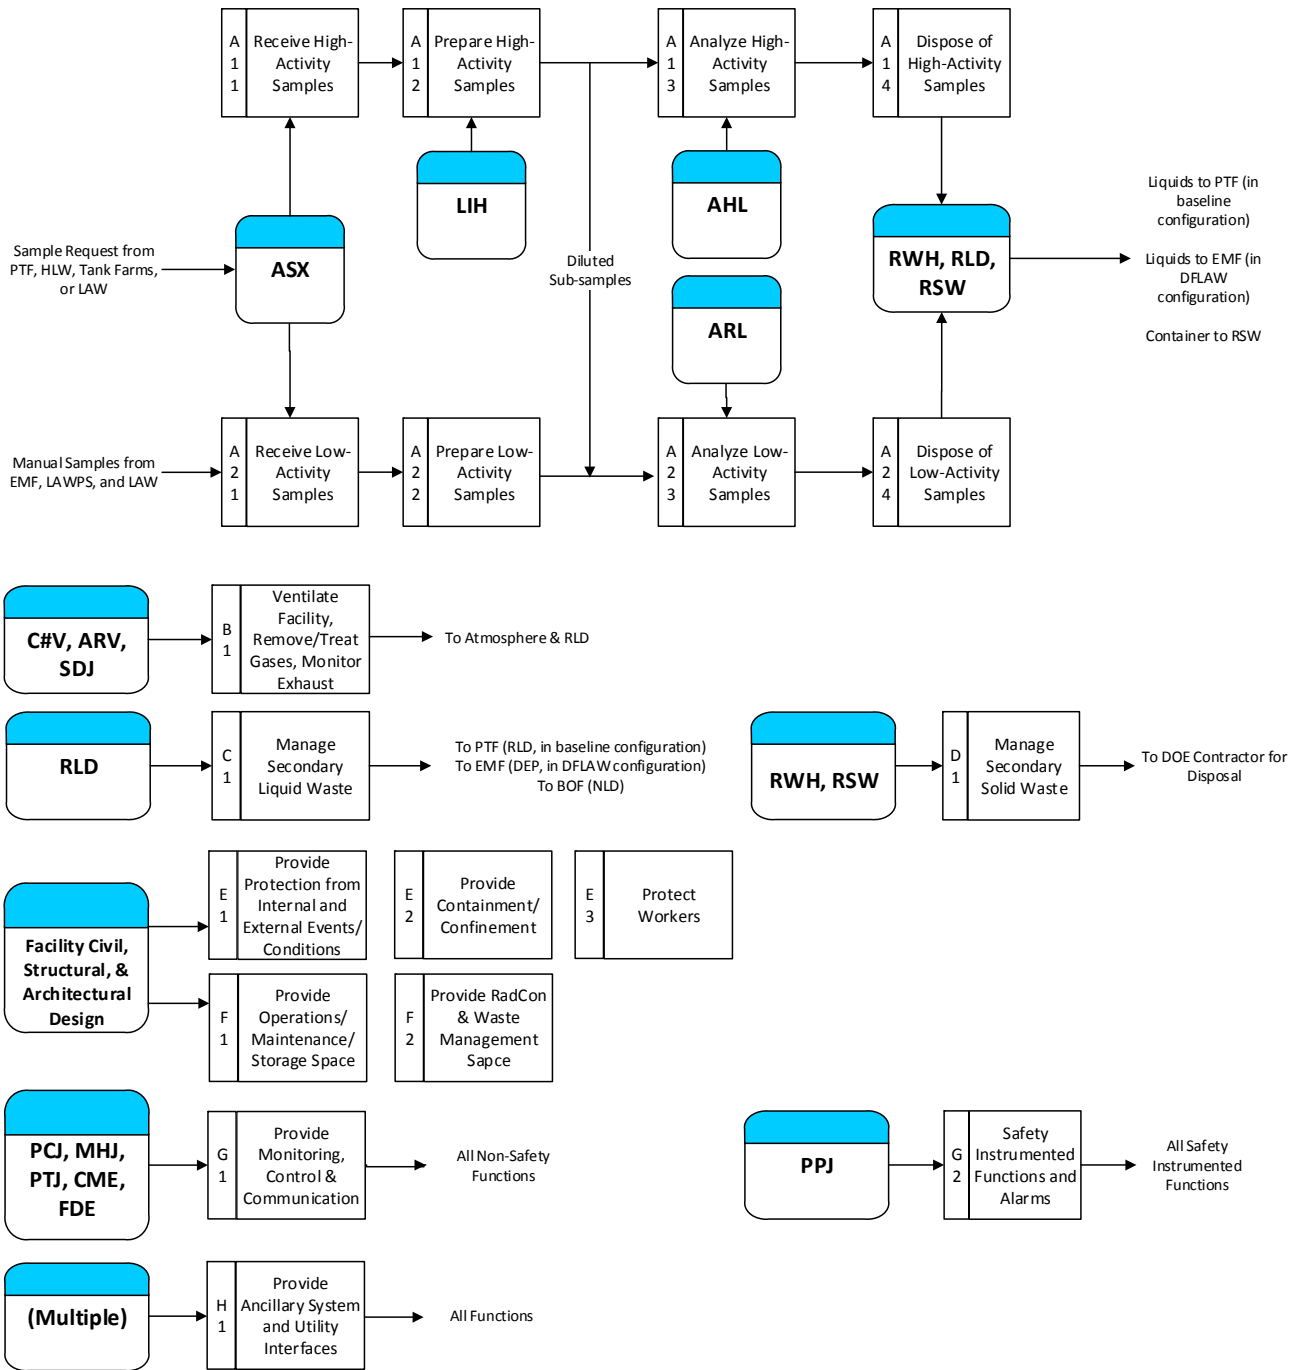 A
1
1
Receive High-
Activity
Samples
A
1
2
Prepare High-
Activity
Samples
A
1
3
Analyze High-
Activity
Samples
A
1
4
Dispose of
High-Activity
Samples
LIH
AHL
Sample Request from
PTF, HLW, Tank Farms,
or LAW
ASX
Diluted
Sub-samples
ARL
RWH, RLD,
RSW
Liquids to PTF (in
baseline
configuration)
Liquids to EMF (in
DFLAW
configuration)
Container to RSW
Manual Samples from
EMF, LAWPS, and LAW
A
2
1
Receive Low-
Activity
Samples
A
2
2
Prepare Low-
Activity
Samples
A
2
3
Analyze Low-
Activity
Samples
A
2
4
Dispose of
Low-Activity
Samples
C#V, ARV,
SDJ
B
1
Ventilate
Facility,
Remove/Treat
Gases, Monitor
Exhaust
To Atmosphere & RLD
RLD
C
1
Manage
Secondary
Liquid Waste
To PTF (RLD, in baseline configuration)
To EMF (DEP, in DFLAW configuration)
To BOF (NLD)
RWH, RSW
D
1
Manage
Secondary
Solid Waste
To DOE Contractor for
Disposal
Facility Civil,
Structural, &
Architectural
Design
E
1
Provide
Protection from
Internal and
External Events/
Conditions
E
2
Provide
Containment/
Confinement
E
3
Protect
Workers
F
1
Provide
Operations/
Maintenance/
Storage Space
F
2
Provide RadCon
& Waste
Management
Sapce
PCJ, MHJ,
PTJ, CME,
FDE
G
1
Provide
Monitoring,
Control &
Communication
All Non-Safety
Functions
PPJ
G
2
Safety
Instrumented
Functions and
Alarms
All Safety
Instrumented
Functions
(Multiple)
H
1
Provide
Ancillary System
and Utility
Interfaces
All Functions